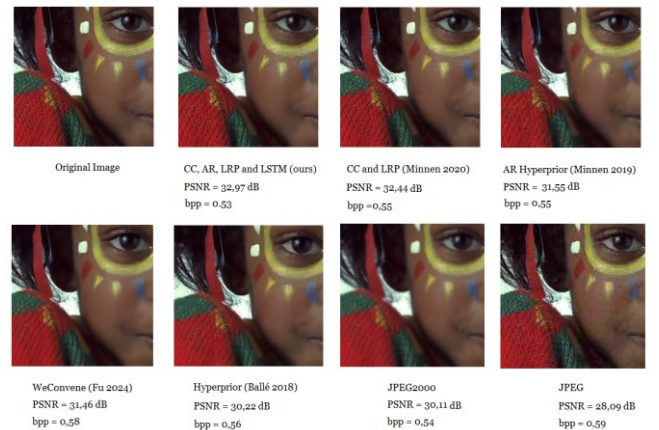 Original Image
CC, AR, LRP and LSTM (ours)
PSNR = 32,97 dB
bpp = 0.53
CC and LRP (Minnen 2020)
PSNR = 32,44 dB
bpp =0,55
AR Hyperprior (Minnen 2019)
PSNR = 31,55 dB
bpp = 0,55
WeConvene (Fu 2024)
PSNR = 31,46 dB
bpp = 0,58
Hyperprior (Ballé 2018)
PSNR = 30,22 dB
bpp = 0,56
JPEG2000
PSNR = 30,11 dB
bpp = 0,54
JPEG
PSNR = 28,09 dB
bpp = 0,59